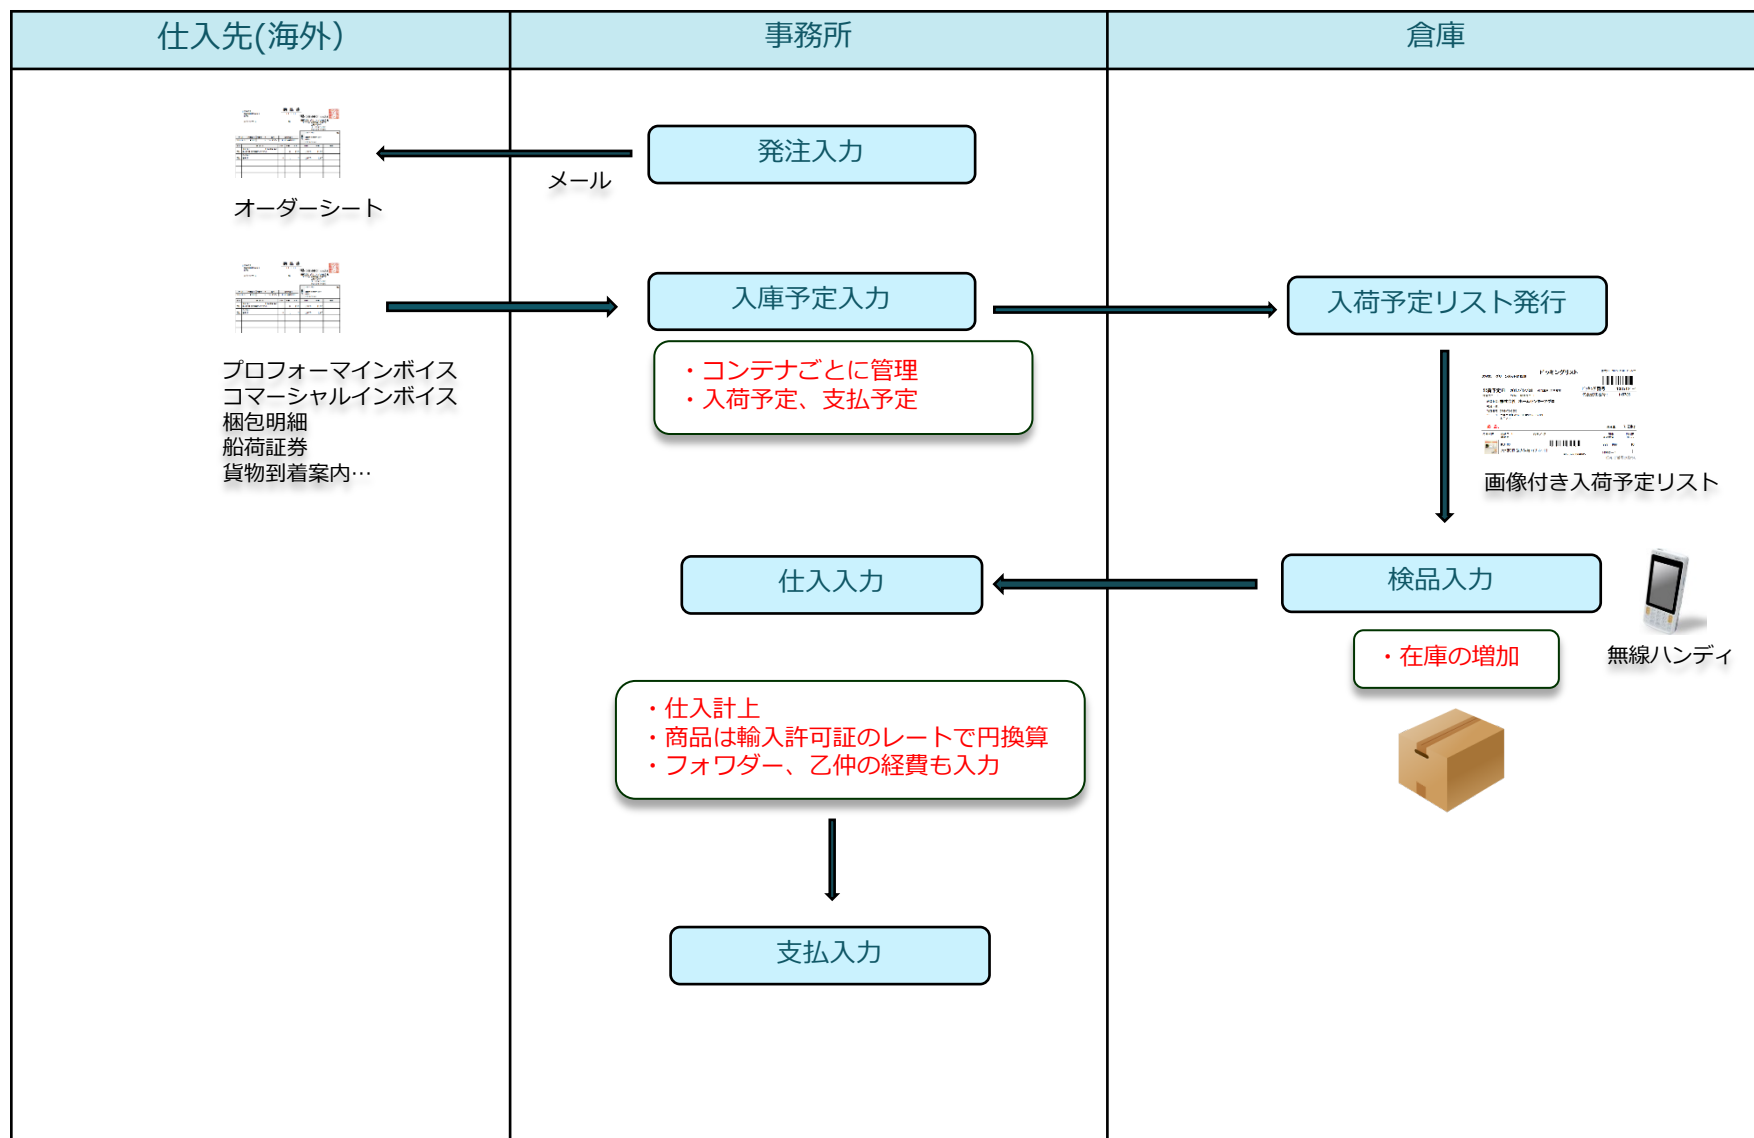 仕入先(海外）
事務所
倉庫
発注入力
メール
オーダーシート
プロフォーマインボイス
コマーシャルインボイス
梱包明細
船荷証券
貨物到着案内…
入庫予定入力
・コンテナごとに管理
・入荷予定、支払予定
入荷予定リスト発行
ピッキングリスト
画像付き入荷予定リスト
仕入入力
検品入力
・在庫の増加
無線ハンディ
・仕入計上
・商品は輸入許可証のレートで円換算
・フォワダー、乙仲の経費も入力
支払入力